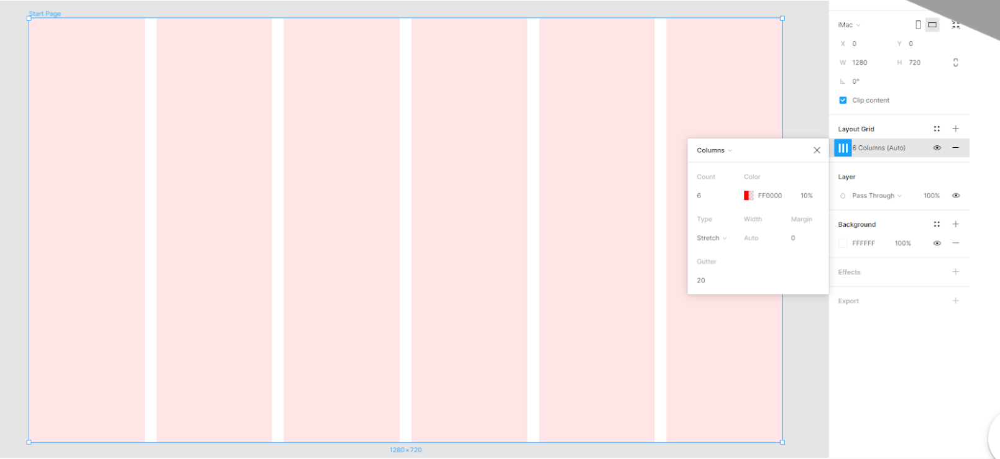 Start Page
1280×720
Columns
Count Color
6 FF0000 10%
Type Width Margin
Stretch Auto 0
Gutter
20
iMac
X 0 Y 0
W 1280 H 720
0°
Clip content
Layout Grid
6 Columns (Auto)
Layer
Pass Through 100%
Background
FFFFFF 100%
Effects
Export